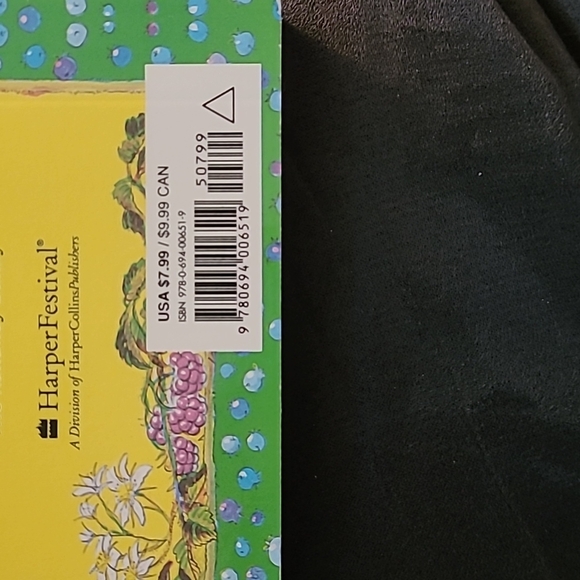 HarperFestival®
A Division of HarperCollinsPublishers
USA $7.99 / $9.99 CAN
ISBN 978-0-694-00651-9
9 780694 006519
50799